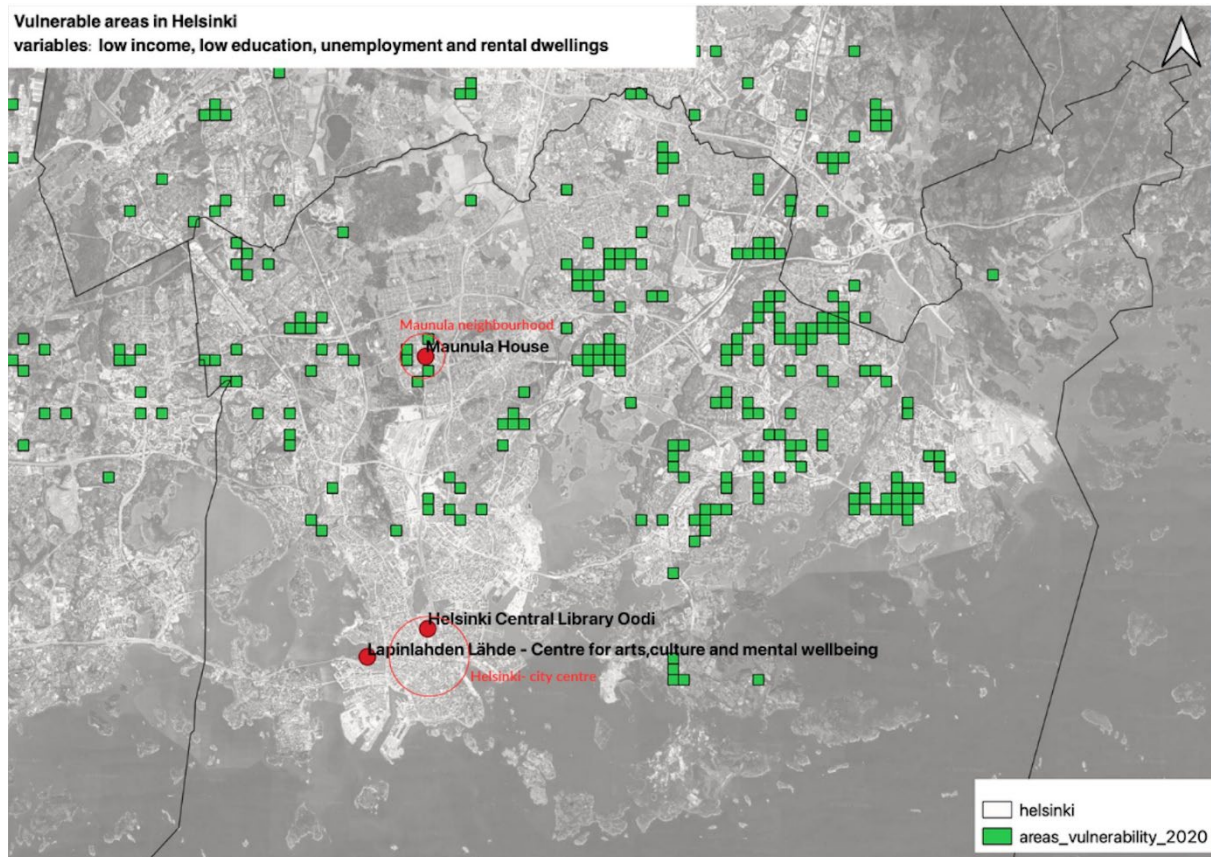 Vulnerable areas in Helsinki
variables: low income, low education, unemployment and rental dwellings
Maunula neighbourhood
Maunula House
Helsinki Central Library Oodi
Lapinlahden Lähde - Centre for arts,culture and mental wellbeing
Helsinki- city centre
helsinki
areas_vulnerability_2020